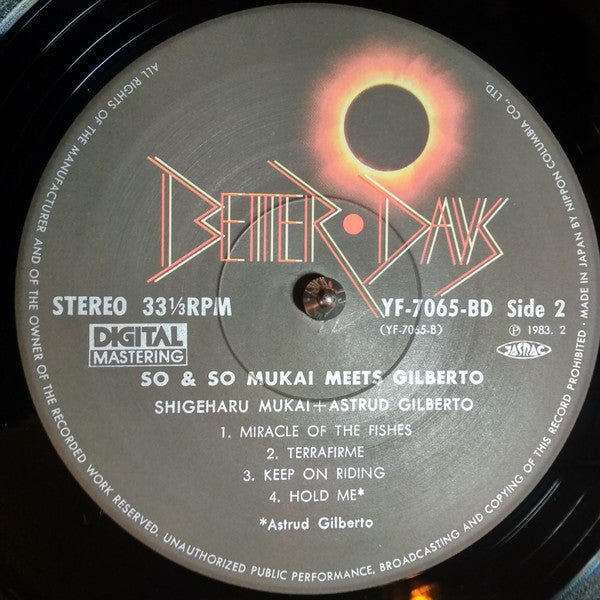 BETTER • DAYS
STEREO 33⅓RPM
YF-7065-BD Side 2
(YF-7065-B)
Ⓟ 1983. 2
DIGITAL
MASTERING
JASRAC
SO & SO MUKAI MEETS GILBERTO
SHIGEHARU MUKAI+ASTRUD GILBERTO
1. MIRACLE OF THE FISHES
2. TERRAFIRME
3. KEEP ON RIDING
4. HOLD ME*
*Astrud Gilberto
ALL RIGHTS OF THE MANUFACTURER AND OF THE OWNER OF THE RECORDED WORK RESERVED. UNAUTHORIZED PUBLIC PERFORMANCE, BROADCASTING AND COPYING OF THIS RECORD PROHIBITED • MADE IN JAPAN BY NIPPON COLUMBIA CO., LTD.